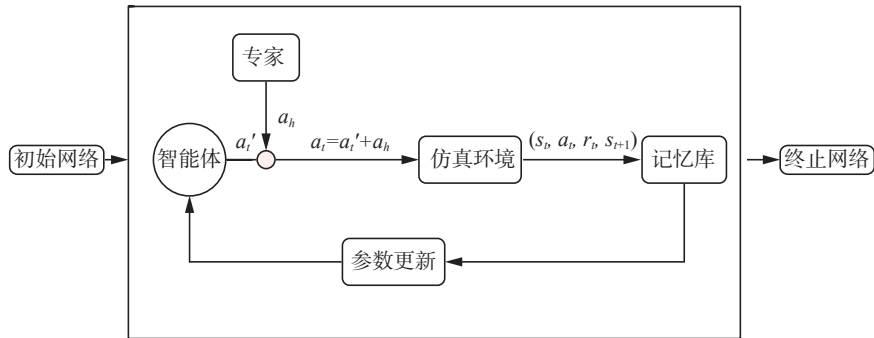 专家
a_h
初始网络
智能体
a_t′
a_t=a_t′+a_h
仿真环境
(s_t, a_t, r_t, s_{t+1})
记忆库
终止网络
参数更新